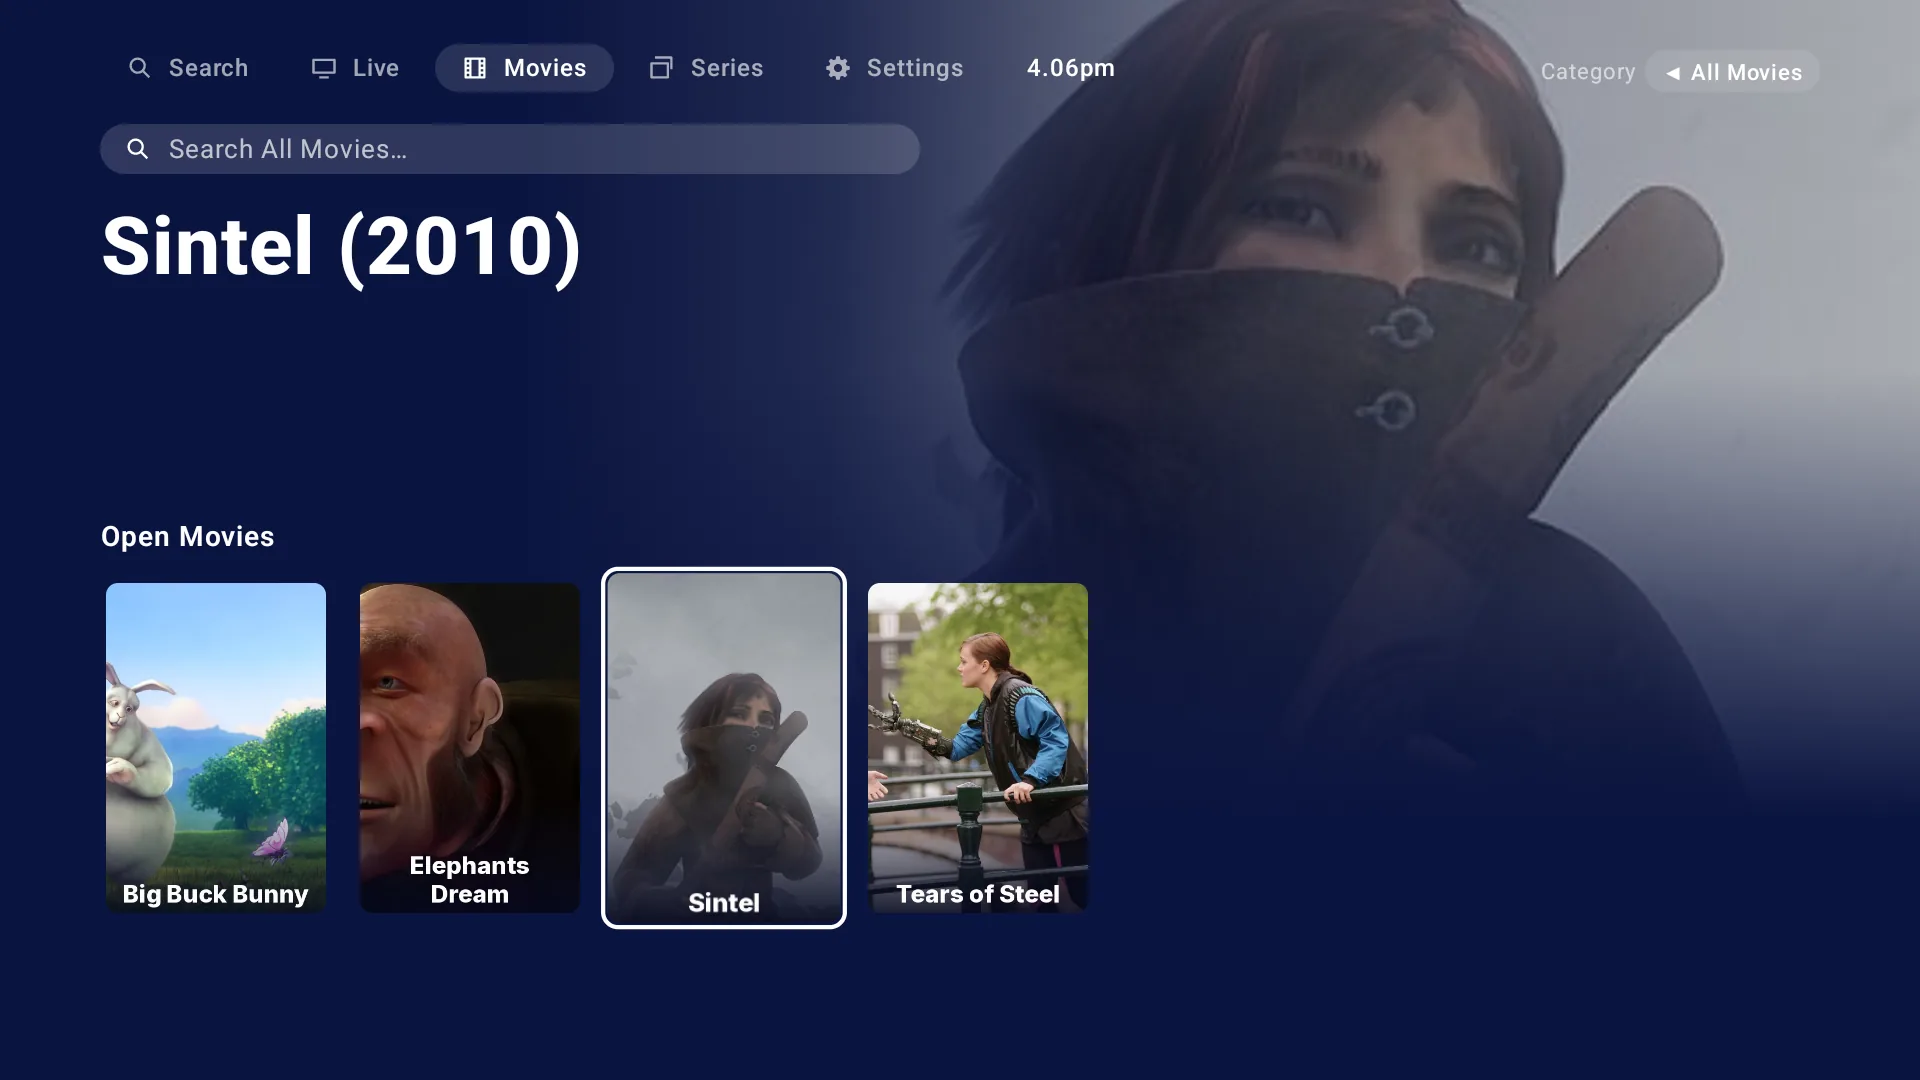 Search
Live
Movies
Series
Settings
4.06pm
Category
◄ All Movies
Search All Movies…
Sintel (2010)
Open Movies
Big Buck Bunny
Elephants
Dream
Sintel
Tears of Steel